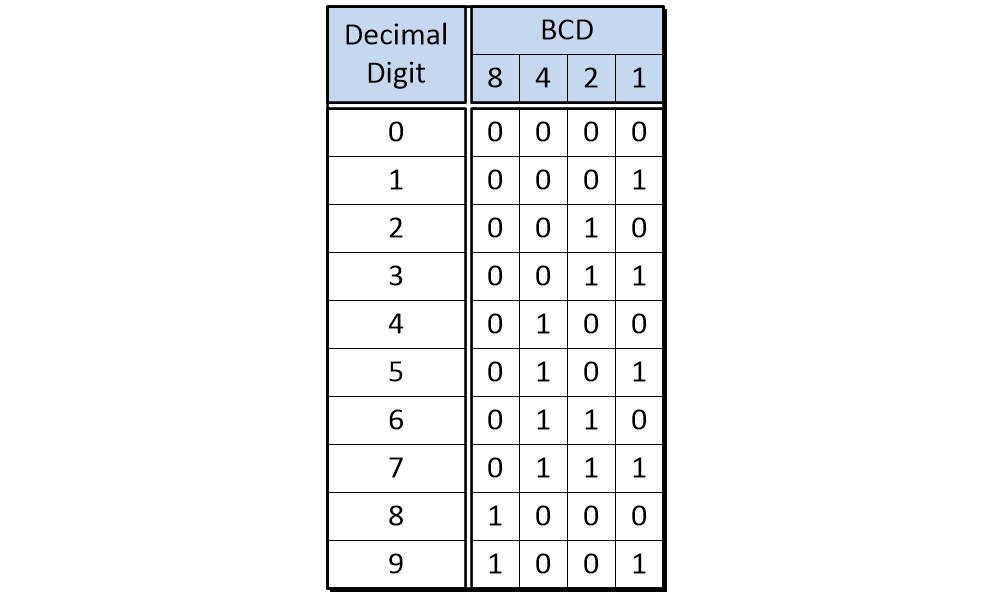 Decimal Digit BCD
8 4 2 1
0 0 0 0 0
1 0 0 0 1
2 0 0 1 0
3 0 0 1 1
4 0 1 0 0
5 0 1 0 1
6 0 1 1 0
7 0 1 1 1
8 1 0 0 0
9 1 0 0 1